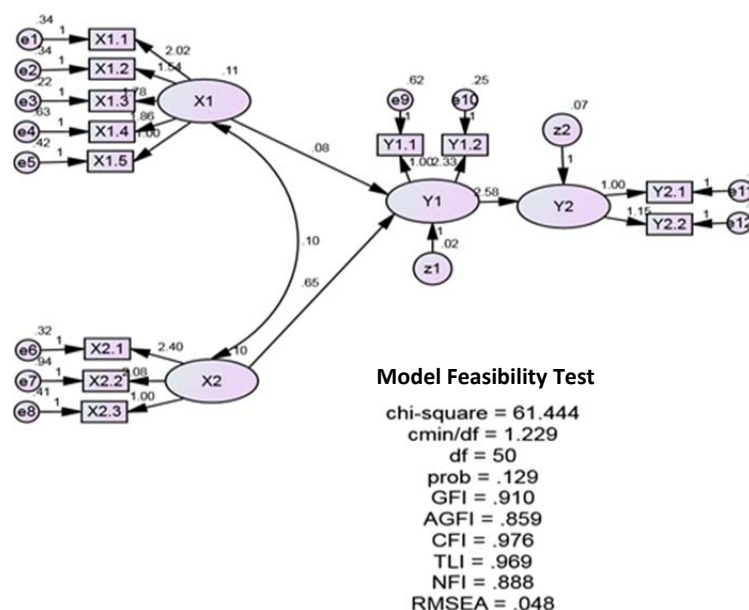 .34
e1 1 X1.1
.34 2.02
e2 1 X1.2
.22 1.54 .11
e3 1 X1.3 1.78 X1
.63 1.86
e4 1 X1.4 1.00
.42
e5 1 X1.5
.62 .25
e9 e10
1 1
Y1.1 Y1.2
1.00 2.33
.08
Y1 2.58
1
.02
z1
.07
z2
1
Y2 1.00 Y2.1 1 e11
1.15 Y2.2 1 e12
.10
.65
.32
e6 1 X2.1 2.40
.94 .10
e7 1 X2.2 2.08 X2
.41 1.00
e8 1 X2.3
Model Feasibility Test
chi-square = 61.444
cmin/df = 1.229
df = 50
prob = .129
GFI = .910
AGFI = .859
CFI = .976
TLI = .969
NFI = .888
RMSEA = .048